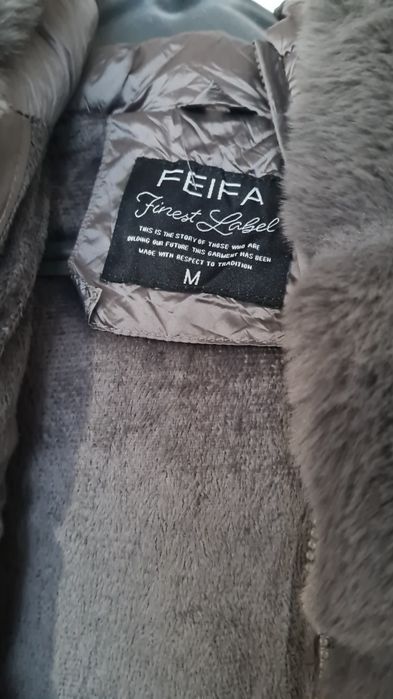 FEIFA
Finest Label
THIS IS THE STORY OF THOSE WHO ARE
BILDING OUR FUTURE THIS GARMENT HAS BEEN
MADE WITH RESPECT TO TRADITION.
M